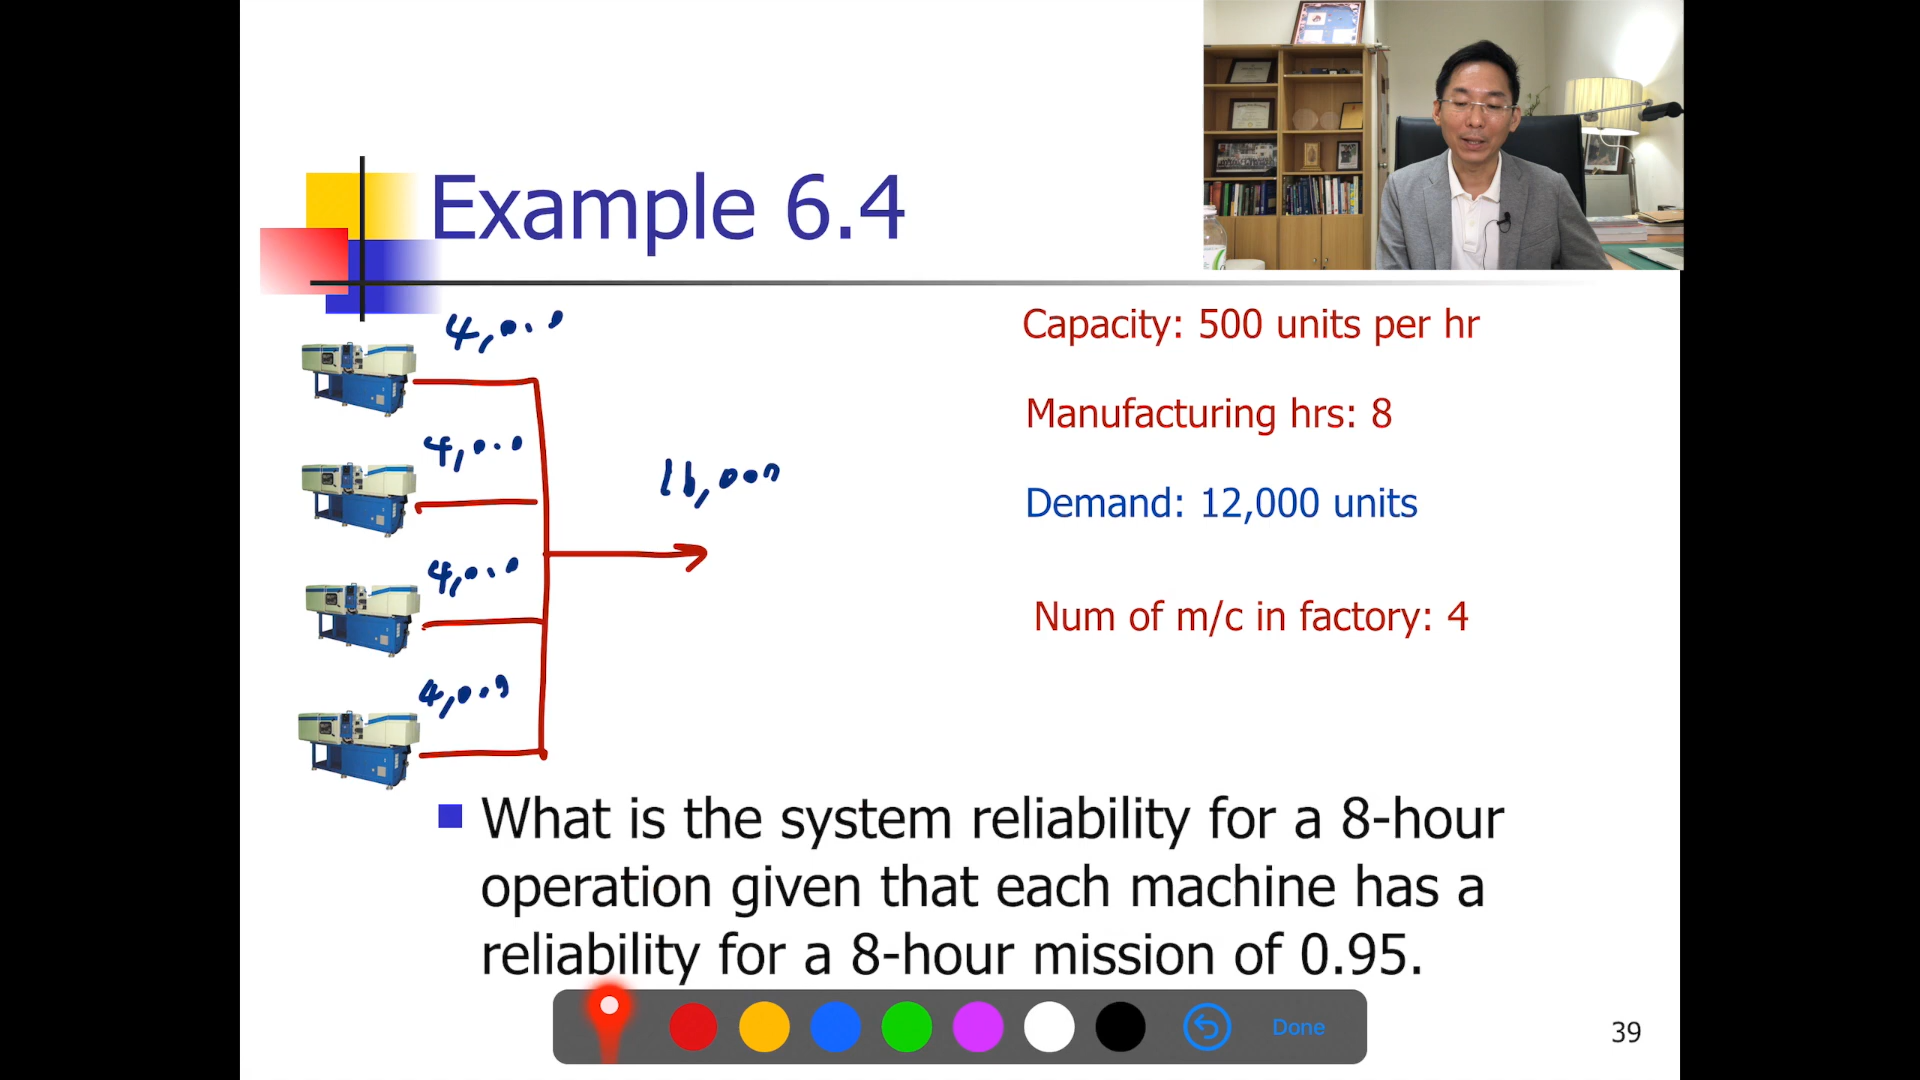 Example 6.4
4,000
Capacity: 500 units per hr
4,000
Manufacturing hrs: 8
16,000
Demand: 12,000 units
4,000
Num of m/c in factory: 4
4,000
What is the system reliability for a 8-hour
operation given that each machine has a
reliability for a 8-hour mission of 0.95.
Done
39